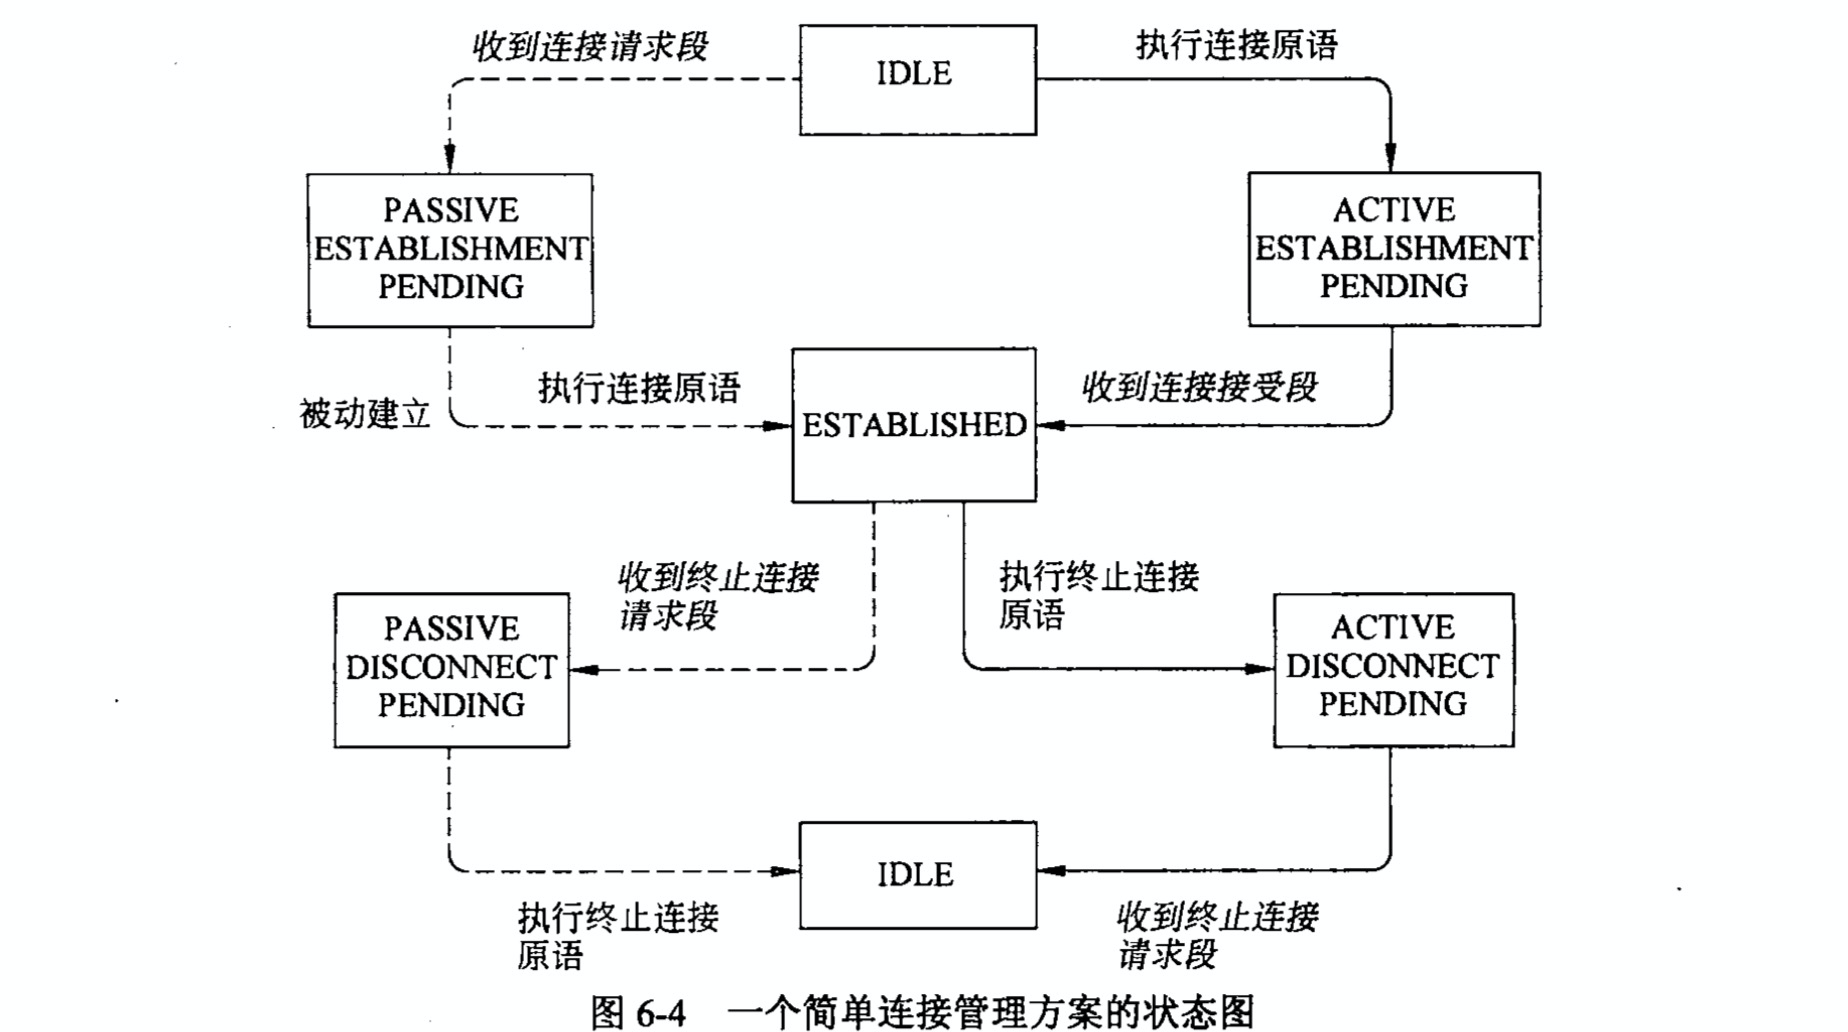 收到连接请求段
IDLE
执行连接原语
PASSIVE
ESTABLISHMENT
PENDING
ACTIVE
ESTABLISHMENT
PENDING
被动建立
执行连接原语
ESTABLISHED
收到连接接受段
收到终止连接
请求段
执行终止连接
原语
PASSIVE
DISCONNECT
PENDING
ACTIVE
DISCONNECT
PENDING
IDLE
执行终止连接
原语
收到终止连接
请求段
图 6-4 一个简单连接管理方案的状态图